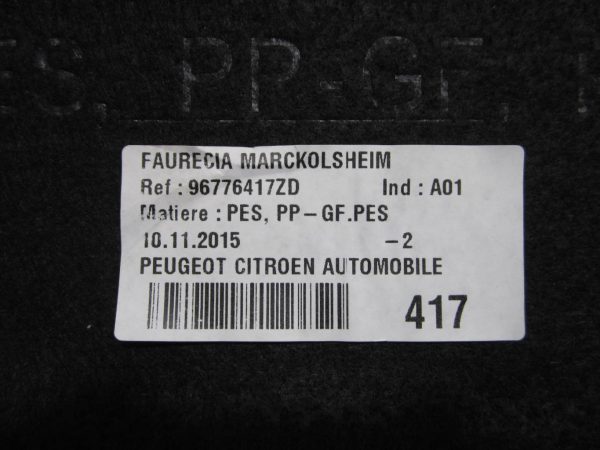 ES, PP-GF,
FAURECIA MARCKOLSHEIM
Ref : 96776417ZD Ind : A01
Matiere : PES, PP-GF.PES
10.11.2015 -2
PEUGEOT CITROEN AUTOMOBILE
417